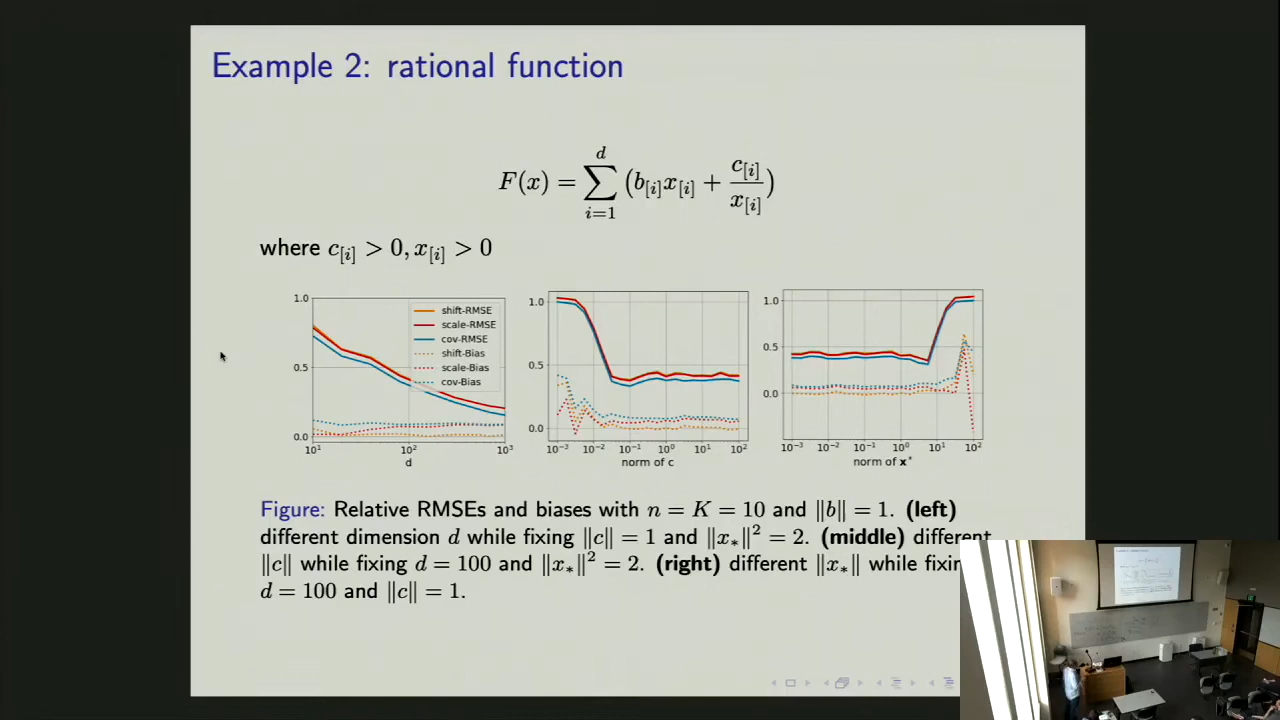 Example 2: rational function
F(x) = \sum_{i=1}^{d} (b_{[i]}x_{[i]} + \frac{c_{[i]}}{x_{[i]}})
where c_{[i]} > 0, x_{[i]} > 0
1.0
0.5
0.0
10^1
10^2
10^3
d
shift-RMSE
scale-RMSE
cov-RMSE
shift-Bias
scale-Bias
cov-Bias
1.0
0.5
0.0
10^{-3}
10^{-2}
10^{-1}
10^0
10^1
10^2
norm of c
1.0
0.5
0.0
10^{-3}
10^{-2}
10^{-1}
10^0
10^1
10^2
norm of x^*
Figure: Relative RMSEs and biases with n = K = 10 and ‖b‖ = 1. (left)
different dimension d while fixing ‖c‖ = 1 and ‖x_*‖^2 = 2. (middle) different
‖c‖ while fixing d = 100 and ‖x_*‖^2 = 2. (right) different ‖x_*‖ while fixin
d = 100 and ‖c‖ = 1.